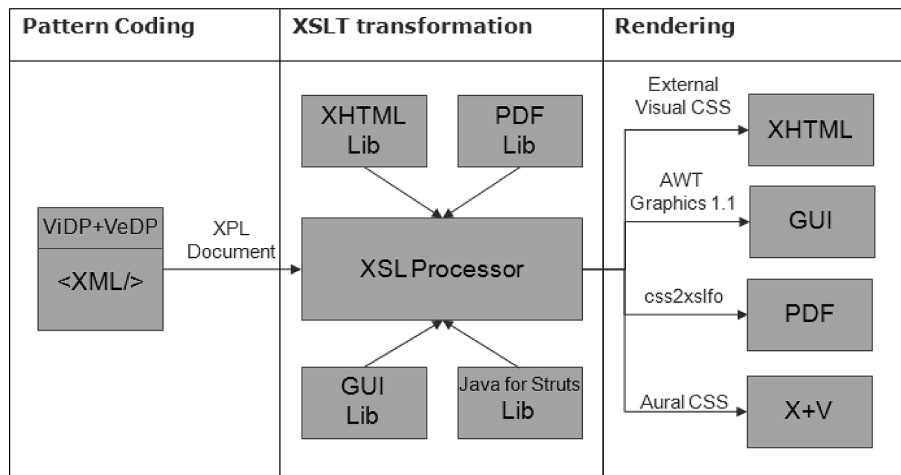 Pattern Coding
XSLT transformation
Rendering
ViDP+VeDP
<XML/>
XPL
Document
XHTML
Lib
PDF
Lib
XSL Processor
GUI
Lib
Java for Struts
Lib
External
Visual CSS
XHTML
AWT
Graphics 1.1
GUI
css2xslfo
PDF
Aural CSS
X+V